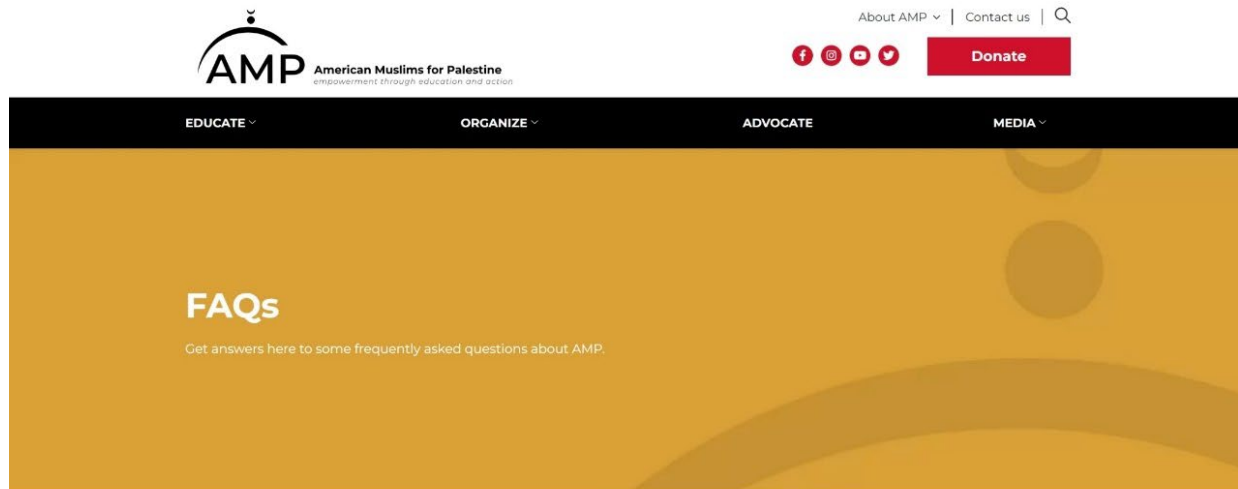 About AMP
Contact us
AMP
American Muslims for Palestine
empowerment through education and action
Donate
EDUCATE
ORGANIZE
ADVOCATE
MEDIA
FAQs
Get answers here to some frequently asked questions about AMP.